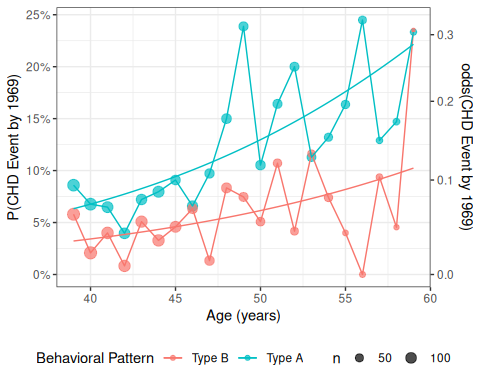 25%
20%
15%
10%
5%
0%
P(CHD Event by 1969)
0.3
0.2
0.1
0.0
odds(CHD Event by 1969)
40 45 50 55 60
Age (years)
Behavioral Pattern Type B Type A n 50 100